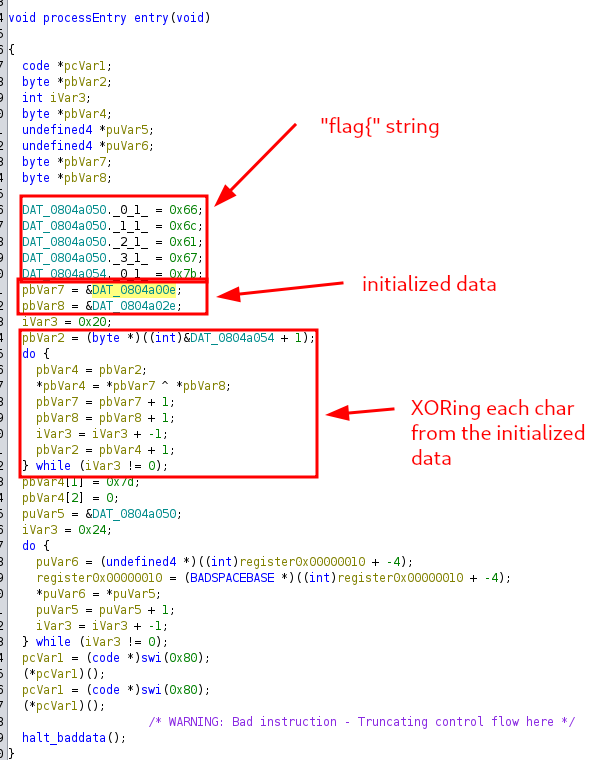 void processEntry entry(void)
{
code *pcVar1;
byte *pbVar2;
int iVar3;
byte *pbVar4;
undefined4 *puVar5;
undefined4 *puVar6;
byte *pbVar7;
byte *pbVar8;
"flag{" string
DAT_0804a050._0_1_ = 0x66;
DAT_0804a050._1_1_ = 0x6c;
DAT_0804a050._2_1_ = 0x61;
DAT_0804a050._3_1_ = 0x67;
DAT_0804a054._0_1_ = 0x7b;
pbVar7 = &DAT_0804a00e;
initialized data
pbVar8 = &DAT_0804a02e;
iVar3 = 0x20;
pbVar2 = (byte *)((int)&DAT_0804a054 + 1);
do {
pbVar4 = pbVar2;
*pbVar4 = *pbVar7 ^ *pbVar8;
pbVar7 = pbVar7 + 1;
pbVar8 = pbVar8 + 1;
iVar3 = iVar3 + -1;
pbVar2 = pbVar4 + 1;
} while (iVar3 != 0);
XORing each char
from the initialized
data
pbVar4[1] = 0x7d;
pbVar4[2] = 0;
puVar5 = &DAT_0804a050;
iVar3 = 0x24;
do {
puVar6 = (undefined4 *)((int)register0x00000010 + -4);
register0x00000010 = (BADSPACEBASE *)((int)register0x00000010 + -4);
*puVar6 = *puVar5;
puVar5 = puVar5 + 1;
iVar3 = iVar3 + -1;
} while (iVar3 != 0);
pcVar1 = (code *)swi(0x80);
(*pcVar1)();
pcVar1 = (code *)swi(0x80);
(*pcVar1)();
/* WARNING: Bad instruction - Truncating control flow here */
halt_baddata();
}